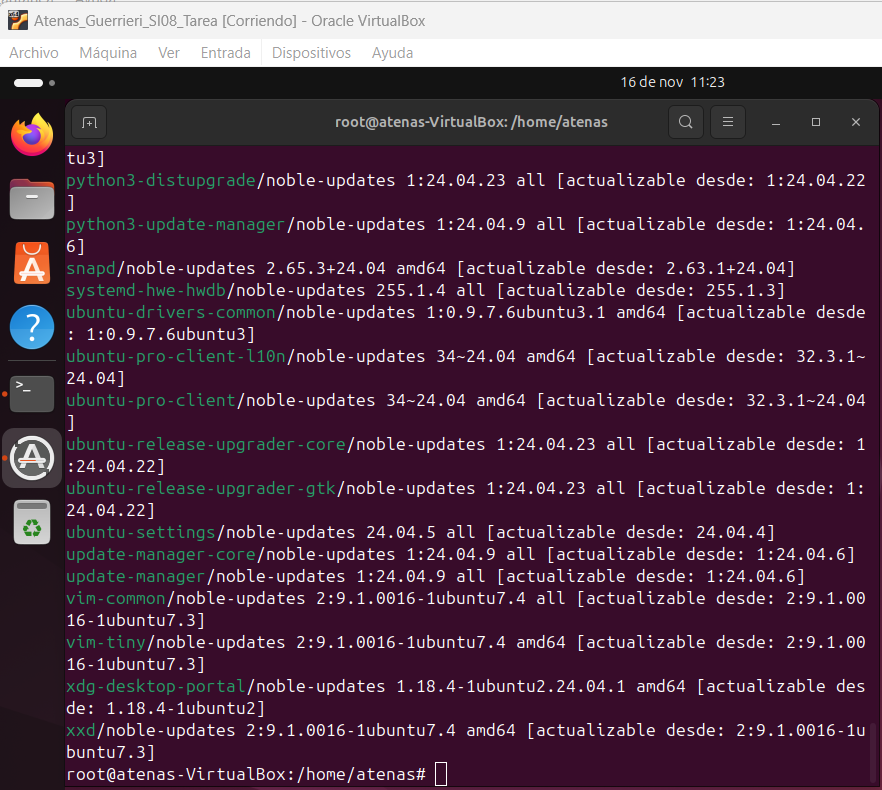 Atenas_Guerrieri_SI08_Tarea [Corriendo] - Oracle VirtualBox
Archivo Máquina Ver Entrada Dispositivos Ayuda
16 de nov 11:23
root@atenas-VirtualBox: /home/atenas
tu3]
python3-distupgrade/noble-updates 1:24.04.23 all [actualizable desde: 1:24.04.22
]
python3-update-manager/noble-updates 1:24.04.9 all [actualizable desde: 1:24.04.
6]
snapd/noble-updates 2.65.3+24.04 amd64 [actualizable desde: 2.63.1+24.04]
systemd-hwe-hwdb/noble-updates 255.1.4 all [actualizable desde: 255.1.3]
ubuntu-drivers-common/noble-updates 1:0.9.7.6ubuntu3.1 amd64 [actualizable desde
: 1:0.9.7.6ubuntu3]
ubuntu-pro-client-l10n/noble-updates 34~24.04 amd64 [actualizable desde: 32.3.1~
24.04]
ubuntu-pro-client/noble-updates 34~24.04 amd64 [actualizable desde: 32.3.1~24.04
]
ubuntu-release-upgrader-core/noble-updates 1:24.04.23 all [actualizable desde: 1
:24.04.22]
ubuntu-release-upgrader-gtk/noble-updates 1:24.04.23 all [actualizable desde: 1:
24.04.22]
ubuntu-settings/noble-updates 24.04.5 all [actualizable desde: 24.04.4]
update-manager-core/noble-updates 1:24.04.9 all [actualizable desde: 1:24.04.6]
update-manager/noble-updates 1:24.04.9 all [actualizable desde: 1:24.04.6]
vim-common/noble-updates 2:9.1.0016-1ubuntu7.4 all [actualizable desde: 2:9.1.00
16-1ubuntu7.3]
vim-tiny/noble-updates 2:9.1.0016-1ubuntu7.4 amd64 [actualizable desde: 2:9.1.00
16-1ubuntu7.3]
xdg-desktop-portal/noble-updates 1.18.4-1ubuntu2.24.04.1 amd64 [actualizable des
de: 1.18.4-1ubuntu2]
xxd/noble-updates 2:9.1.0016-1ubuntu7.4 amd64 [actualizable desde: 2:9.1.0016-1u
buntu7.3]
root@atenas-VirtualBox:/home/atenas#